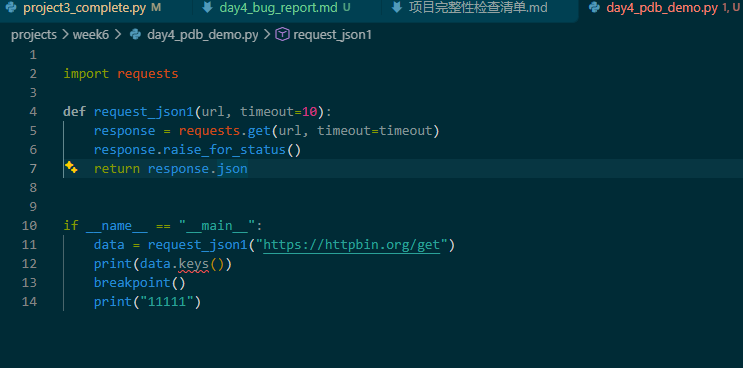 project3_complete.py M day4_bug_report.md U 项目完整性检查清单.md day4_pdb_demo.py 1, U
projects > week6 > day4_pdb_demo.py > request_json1
1
2 import requests
3
4 def request_json1(url, timeout=10):
5 response = requests.get(url, timeout=timeout)
6 response.raise_for_status()
7 return response.json
8
9
10 if __name__ == "__main__":
11 data = request_json1("https://httpbin.org/get")
12 print(data.keys())
13 breakpoint()
14 print("11111")